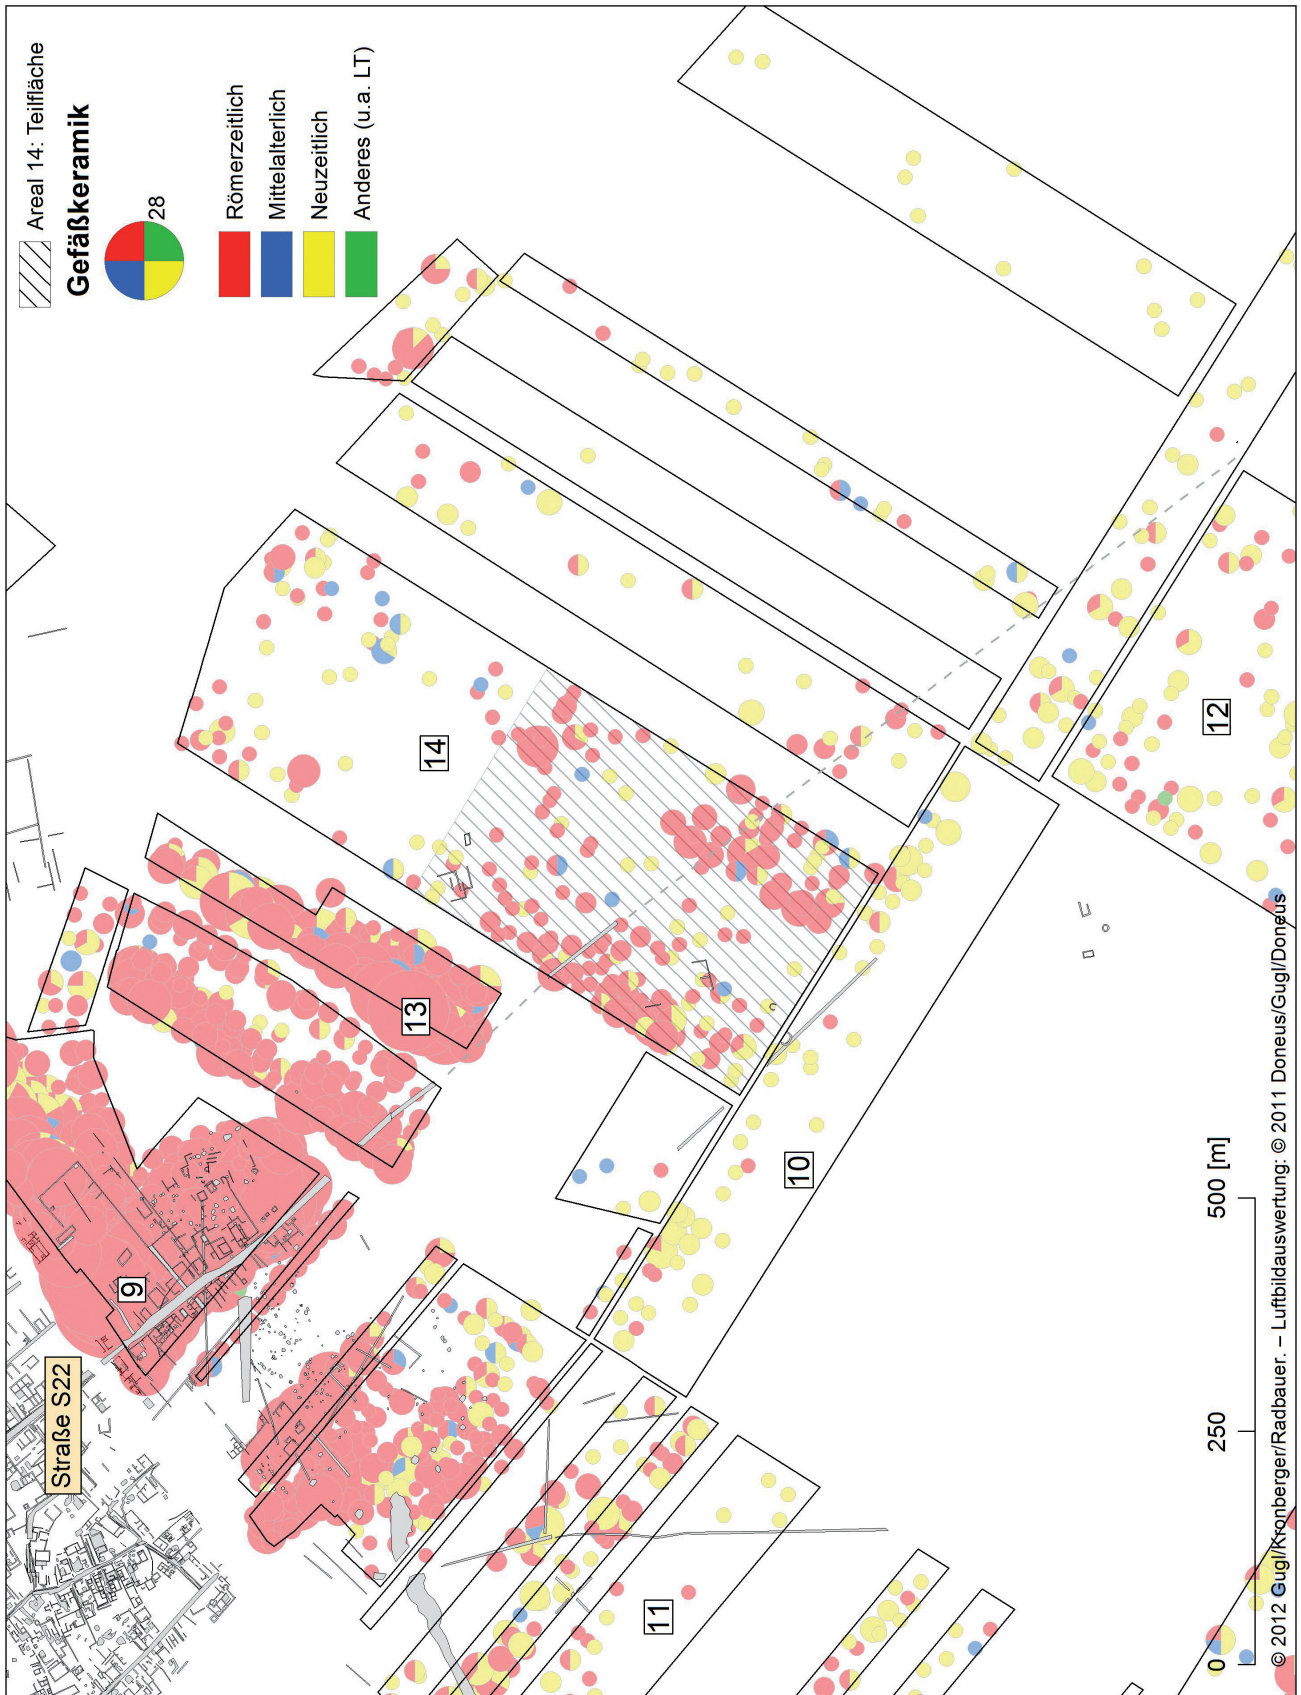 Areal 14: Teilfläche
Gefäßkeramik
28
Römerzeitlich
Mittelalterlich
Neuzeitlich
Anderes (u.a. LT)
Straße S22
9
13
14
10
11
12
0 250 500 [m]
© 2012 Gugl/Kronberger/Radbauer. – Luftbildauswertung: © 2011 Doneus/Gugl/Doneus